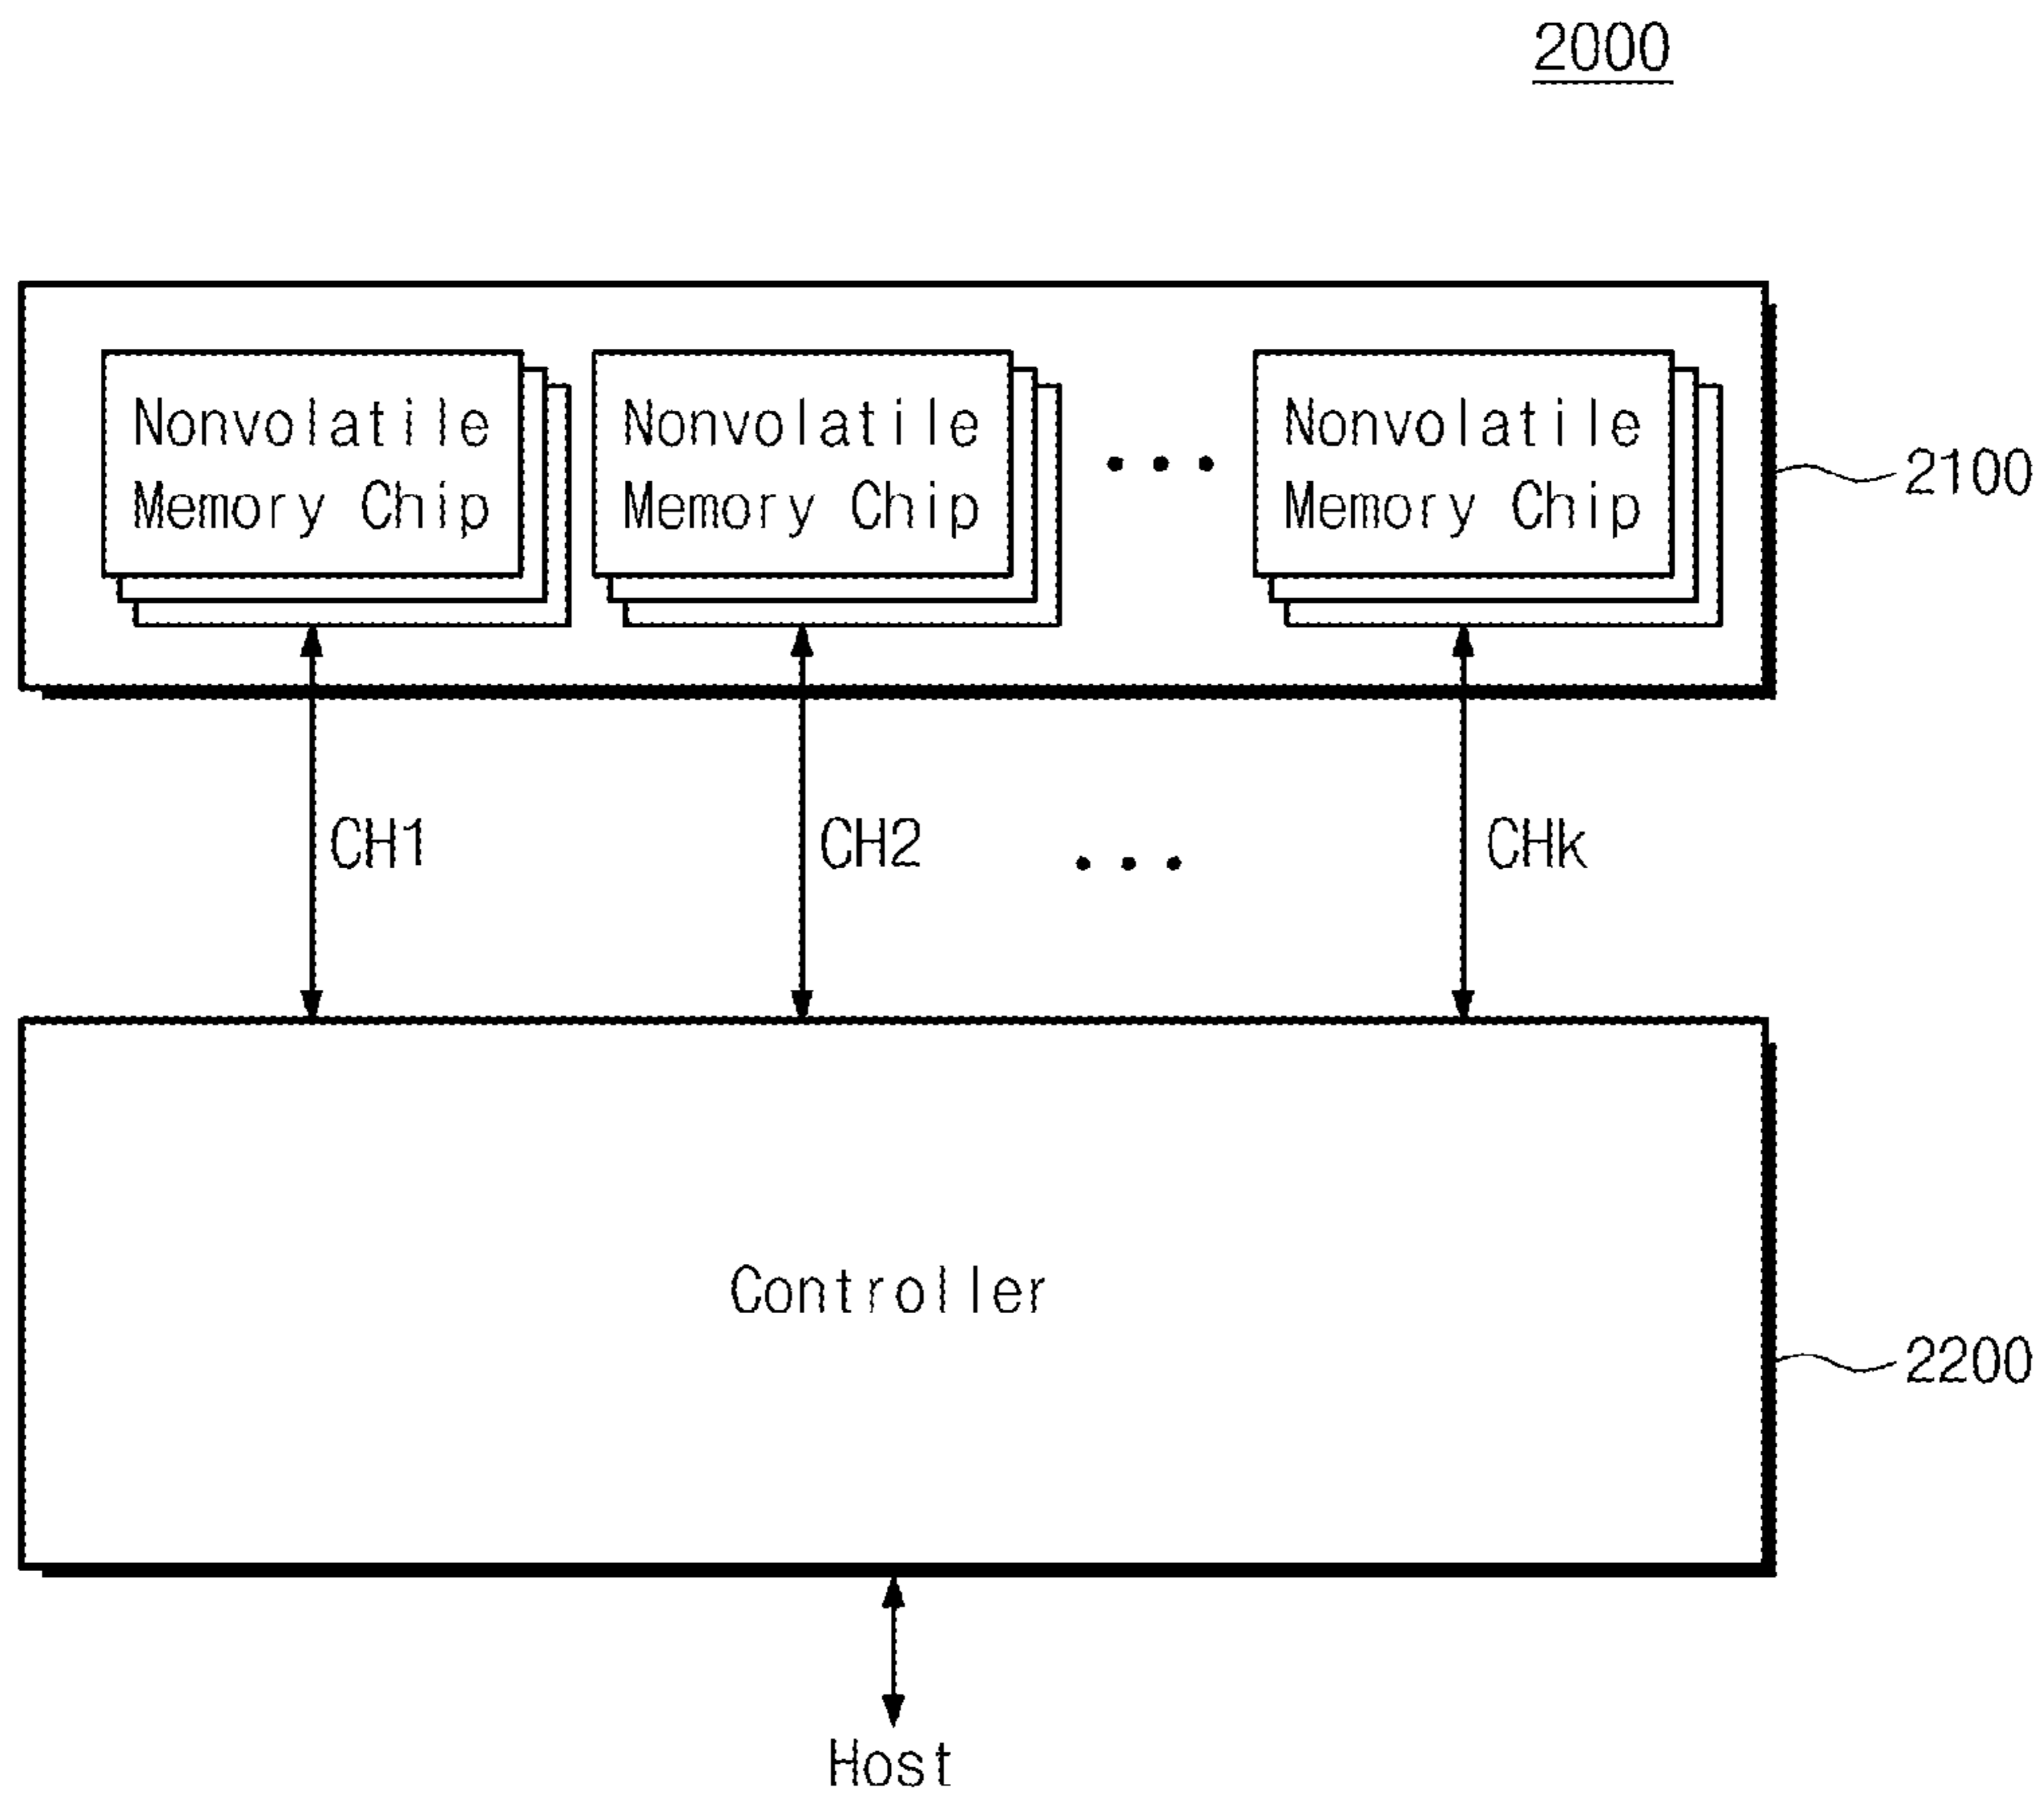 2000
Nonvolatile
Memory Chip
Nonvolatile
Memory Chip
• • •
Nonvolatile
Memory Chip
2100
CH1
CH2
• • •
CHk
Controller
2200
Host